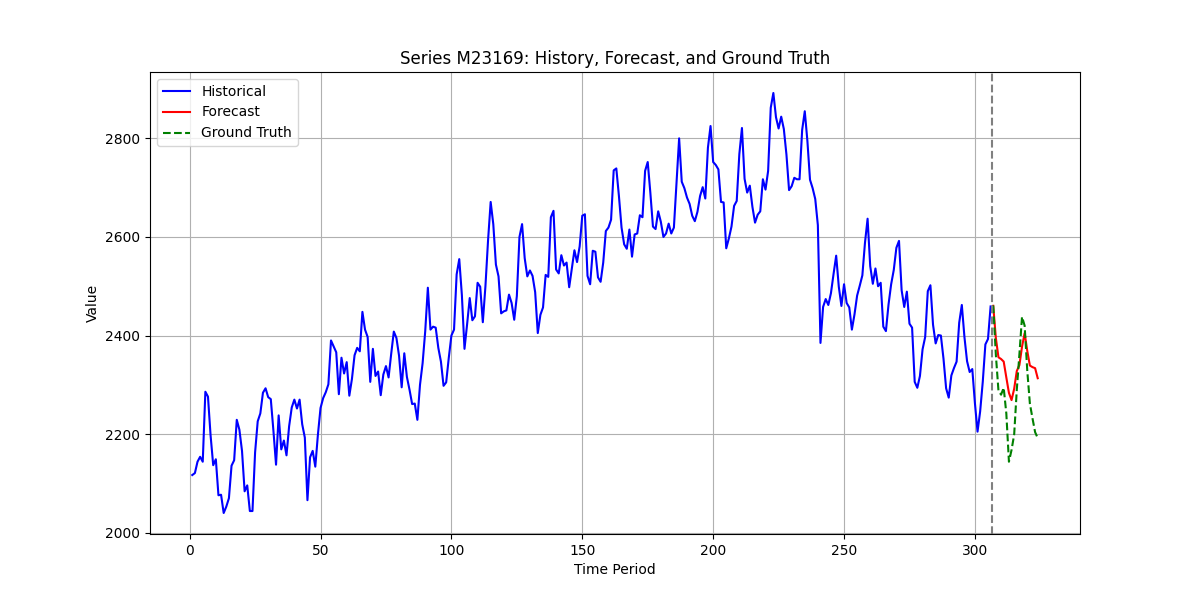 Series M23169: History, Forecast, and Ground Truth
Historical
Forecast
Ground Truth
2800
2600
2400
2200
2000
Value
0 50 100 150 200 250 300
Time Period